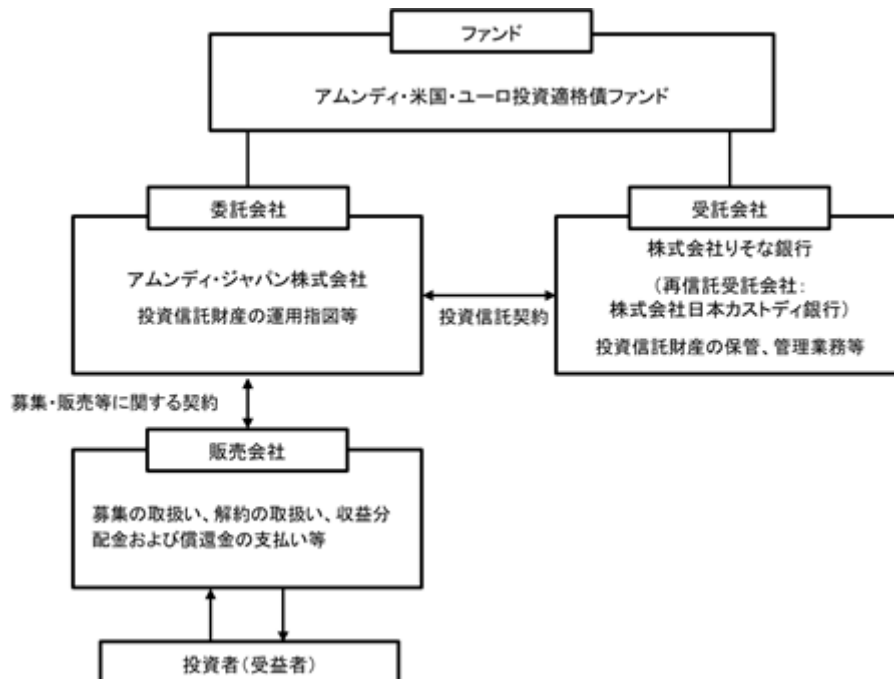 ファンド
アムンディ・米国・ユーロ投資適格債ファンド
委託会社
アムンディ・ジャパン株式会社
投資信託財産の運用指図等
投資信託契約
受託会社
株式会社りそな銀行
(再信託受託会社:
株式会社日本カストディ銀行)
投資信託財産の保管、管理業務等
募集・販売等に関する契約
販売会社
募集の取扱い、解約の取扱い、収益分
配金および償還金の支払い等
投資者(受益者)